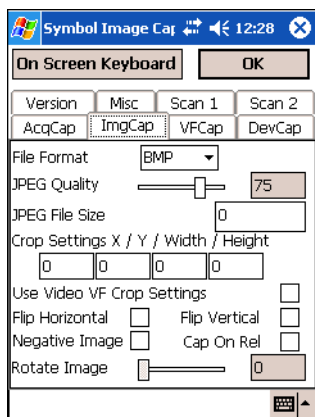 Symbol Image Cap 12:28
On Screen Keyboard OK
Version Misc Scan 1 Scan 2
AcqCap ImgCap VFCap DevCap
File Format BMP
JPEG Quality 75
JPEG File Size 0
Crop Settings X / Y / Width / Height
0 0 0 0
Use Video VF Crop Settings
Flip Horizontal Flip Vertical
Negative Image Cap On Rel
Rotate Image 0